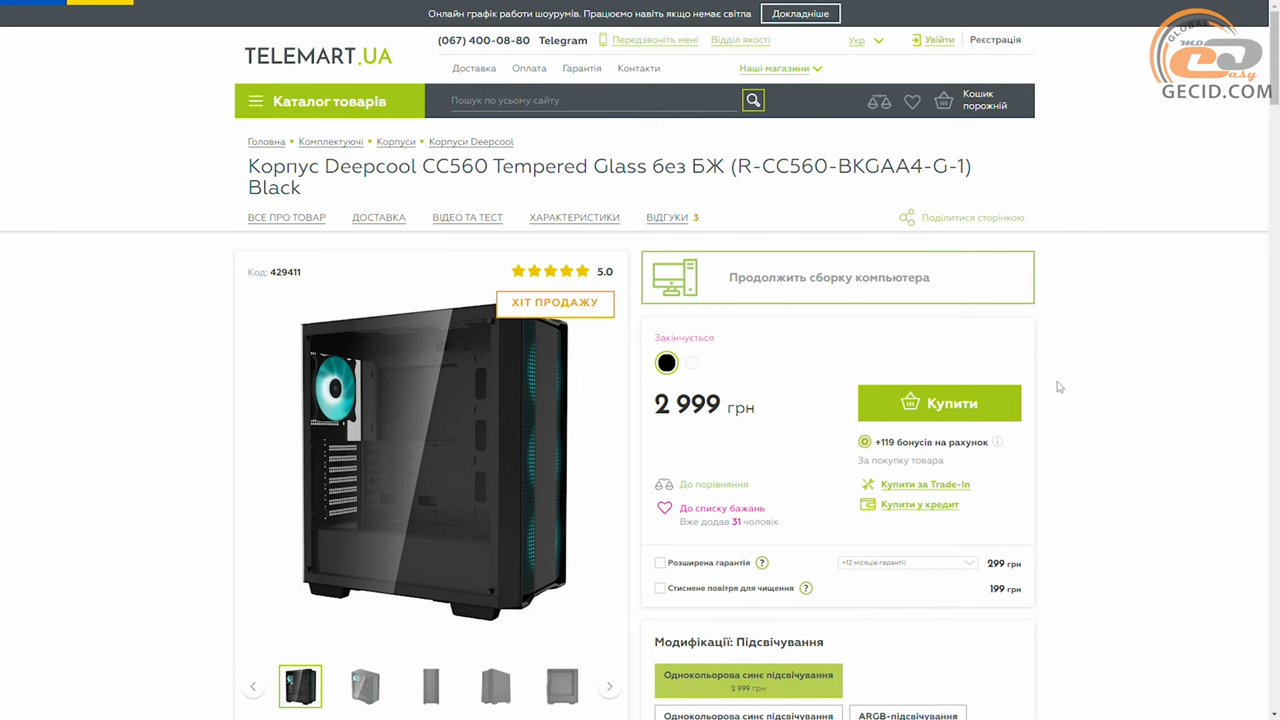 Онлайн графік работи шоурумів. Працюємо навіть якщо немає світла
Докладніше
GLOBAL
mo
Easy
GECID.COM
TELEMART.UA
(067) 400-08-80 Telegram
Передзвоніть мені
Відділ якості
Укр
Увійти
Реєстрація
Доставка
Оплата
Гарантія
Контакти
Наші магазини
Каталог товарів
Пошук по усьому сайту
Кошик
порожній
Головна • Комплектуючі • Корпуси • Корпуси Deepcool
Корпус Deepcool CC560 Tempered Glass без БЖ (R-CC560-BKGAA4-G-1)
Black
ВСЕ ПРО ТОВАР
ДОСТАВКА
ВІДЕО ТА ТЕСТ
ХАРАКТЕРИСТИКИ
ВІДГУКИ 3
Поділитися сторінкою
Код: 429411
5.0
ХІТ ПРОДАЖУ
Продолжить сборку компьютера
Закінчується
2 999 грн
Купити
+119 бонусів на рахунок
За покупку товара
До порівняння
Купити за Trade-In
До списку бажань
Вже додав 31 чоловік
Купити у кредит
Розширена гарантія ?
+12 місяців гарантії
299 грн
Стиснене повітря для чищення ?
199 грн
Модифікації: Підсвічування
Однокольорова синє підсвічування
2 999 грн
Однокольорова синє підсвічування
ARGB-підсвічування